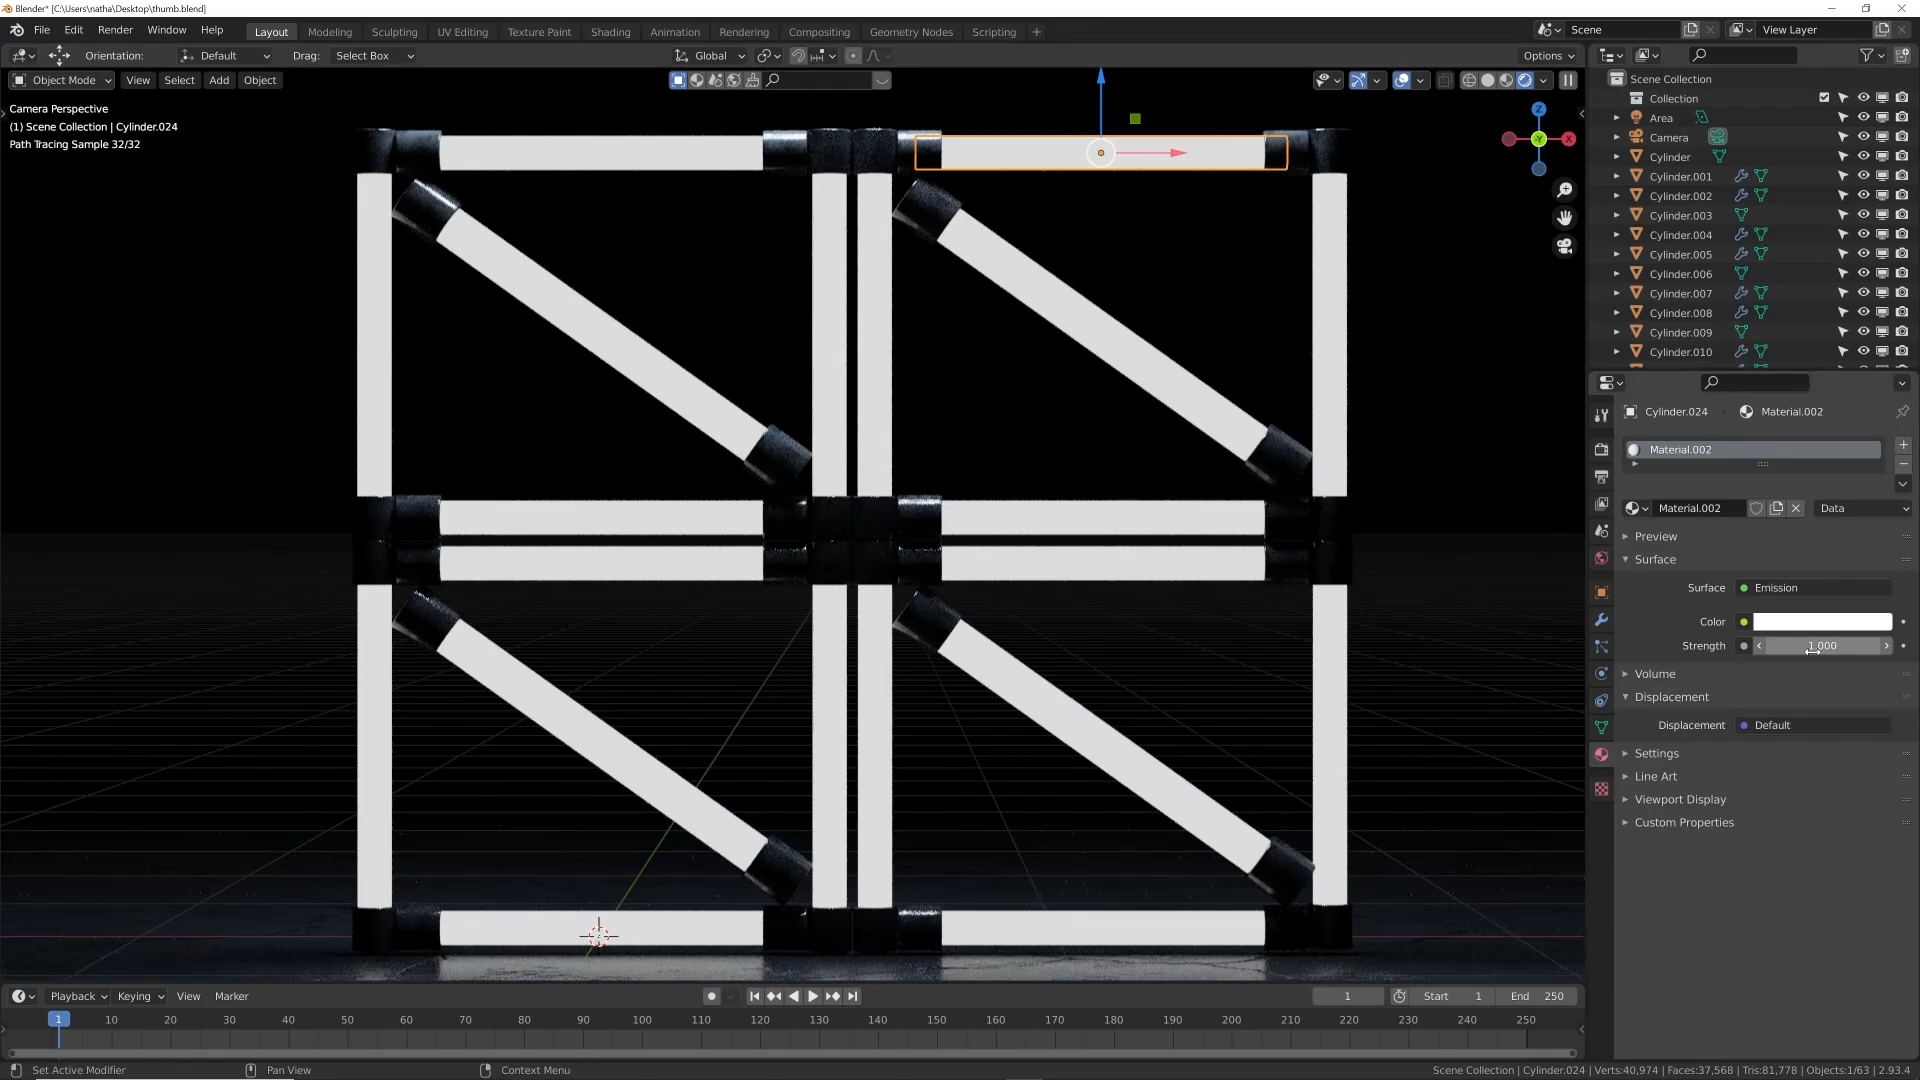 Blender* [C:\Users\natha\Desktop\thumb.blend]
File Edit Render Window Help Layout Modeling Sculpting UV Editing Texture Paint Shading Animation Rendering Compositing Geometry Nodes Scripting + Scene View Layer
Orientation: Default Drag: Select Box Global Options
Object Mode View Select Add Object
Camera Perspective
(1) Scene Collection | Cylinder.024
Path Tracing Sample 32/32
Z
X
Y
Scene Collection
Collection
Area
Camera
Cylinder
Cylinder.001
Cylinder.002
Cylinder.003
Cylinder.004
Cylinder.005
Cylinder.006
Cylinder.007
Cylinder.008
Cylinder.009
Cylinder.010
Cylinder.024 Material.002
Material.002
Material.002 Data
Preview
Surface
Surface Emission
Color
Strength 1.000
Volume
Displacement
Displacement Default
Settings
Line Art
Viewport Display
Custom Properties
Playback Keying View Marker 1 Start 1 End 250
1 10 20 30 40 50 60 70 80 90 100 110 120 130 140 150 160 170 180 190 200 210 220 230 240 250
Set Active Modifier Pan View Context Menu Scene Collection | Cylinder.024 | Verts:40,974 | Faces:37,568 | Tris:81,778 | Objects:1/63 | 2.93.4